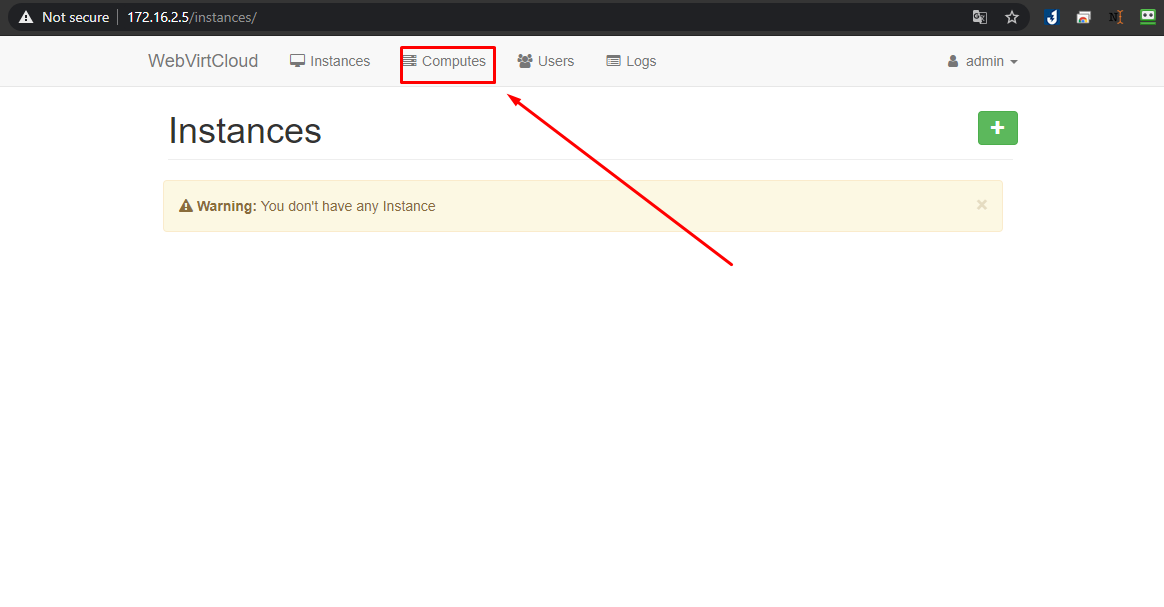 Not secure 172.16.2.5/instances/
WebVirtCloud Instances Computes Users Logs admin
Instances
Warning: You don't have any Instance